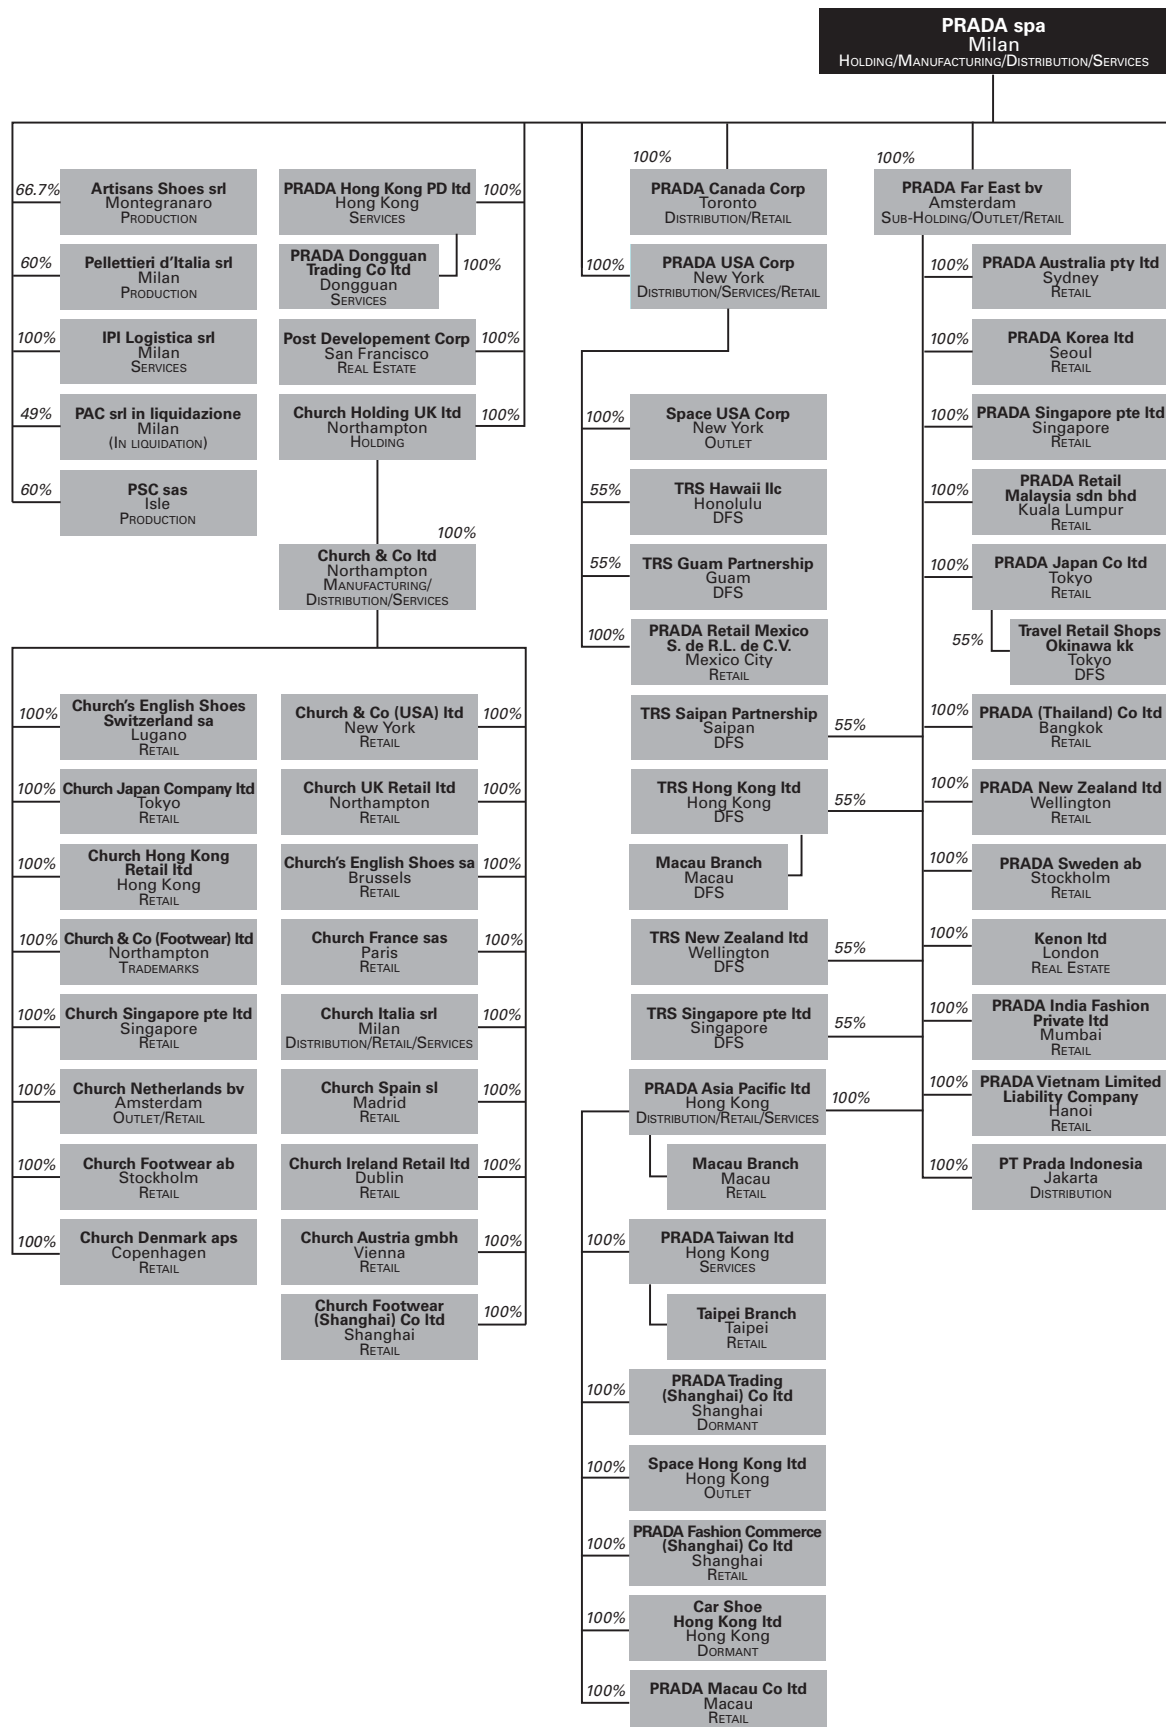 PRADA spa
Milan
HOLDING/MANUFACTURING/DISTRIBUTION/SERVICES
66.7%
Artisans Shoes srl
Montegranaro
PRODUCTION
60%
Pellettieri d'Italia srl
Milan
PRODUCTION
100%
IPI Logistica srl
Milan
SERVICES
49%
PAC srl in liquidazione
Milan
(IN LIQUIDATION)
60%
PSC sas
Isle
PRODUCTION
PRADA Hong Kong PD ltd
Hong Kong
SERVICES
100%
PRADA Dongguan
Trading Co ltd
Dongguan
SERVICES
100%
Post Developement Corp
San Francisco
REAL ESTATE
100%
Church Holding UK ltd
Northampton
HOLDING
100%
100%
Church & Co ltd
Northampton
MANUFACTURING/
DISTRIBUTION/SERVICES
100%
Church's English Shoes
Switzerland sa
Lugano
RETAIL
100%
Church Japan Company ltd
Tokyo
RETAIL
100%
Church Hong Kong
Retail ltd
Hong Kong
RETAIL
100%
Church & Co (Footwear) ltd
Northampton
TRADEMARKS
100%
Church Singapore pte ltd
Singapore
RETAIL
100%
Church Netherlands bv
Amsterdam
OUTLET/RETAIL
100%
Church Footwear ab
Stockholm
RETAIL
100%
Church Denmark aps
Copenhagen
RETAIL
Church & Co (USA) ltd
New York
RETAIL
100%
Church UK Retail ltd
Northampton
RETAIL
100%
Church's English Shoes sa
Brussels
RETAIL
100%
Church France sas
Paris
RETAIL
100%
Church Italia srl
Milan
DISTRIBUTION/RETAIL/SERVICES
100%
Church Spain sl
Madrid
RETAIL
100%
Church Ireland Retail ltd
Dublin
RETAIL
100%
Church Austria gmbh
Vienna
RETAIL
100%
Church Footwear
(Shanghai) Co ltd
Shanghai
RETAIL
100%
100%
PRADA Canada Corp
Toronto
DISTRIBUTION/RETAIL
100%
PRADA USA Corp
New York
DISTRIBUTION/SERVICES/RETAIL
100%
Space USA Corp
New York
OUTLET
55%
TRS Hawaii llc
Honolulu
DFS
55%
TRS Guam Partnership
Guam
DFS
100%
PRADA Retail Mexico
S. de R.L. de C.V.
Mexico City
RETAIL
TRS Saipan Partnership
Saipan
DFS
55%
TRS Hong Kong ltd
Hong Kong
DFS
55%
Macau Branch
Macau
DFS
TRS New Zealand ltd
Wellington
DFS
55%
TRS Singapore pte ltd
Singapore
DFS
55%
PRADA Asia Pacific ltd
Hong Kong
DISTRIBUTION/RETAIL/SERVICES
100%
Macau Branch
Macau
RETAIL
100%
PRADA Taiwan ltd
Hong Kong
SERVICES
Taipei Branch
Taipei
RETAIL
100%
PRADA Trading
(Shanghai) Co ltd
Shanghai
DORMANT
100%
Space Hong Kong ltd
Hong Kong
OUTLET
100%
PRADA Fashion Commerce
(Shanghai) Co ltd
Shanghai
RETAIL
100%
Car Shoe
Hong Kong ltd
Hong Kong
DORMANT
100%
PRADA Macau Co ltd
Macau
RETAIL
100%
PRADA Far East bv
Amsterdam
SUB-HOLDING/OUTLET/RETAIL
100%
PRADA Australia pty ltd
Sydney
RETAIL
100%
PRADA Korea ltd
Seoul
RETAIL
100%
PRADA Singapore pte ltd
Singapore
RETAIL
100%
PRADA Retail
Malaysia sdn bhd
Kuala Lumpur
RETAIL
100%
PRADA Japan Co ltd
Tokyo
RETAIL
55%
Travel Retail Shops
Okinawa kk
Tokyo
DFS
100%
PRADA (Thailand) Co ltd
Bangkok
RETAIL
100%
PRADA New Zealand ltd
Wellington
RETAIL
100%
PRADA Sweden ab
Stockholm
RETAIL
100%
Kenon ltd
London
REAL ESTATE
100%
PRADA India Fashion
Private ltd
Mumbai
RETAIL
100%
PRADA Vietnam Limited
Liability Company
Hanoi
RETAIL
100%
PT Prada Indonesia
Jakarta
DISTRIBUTION